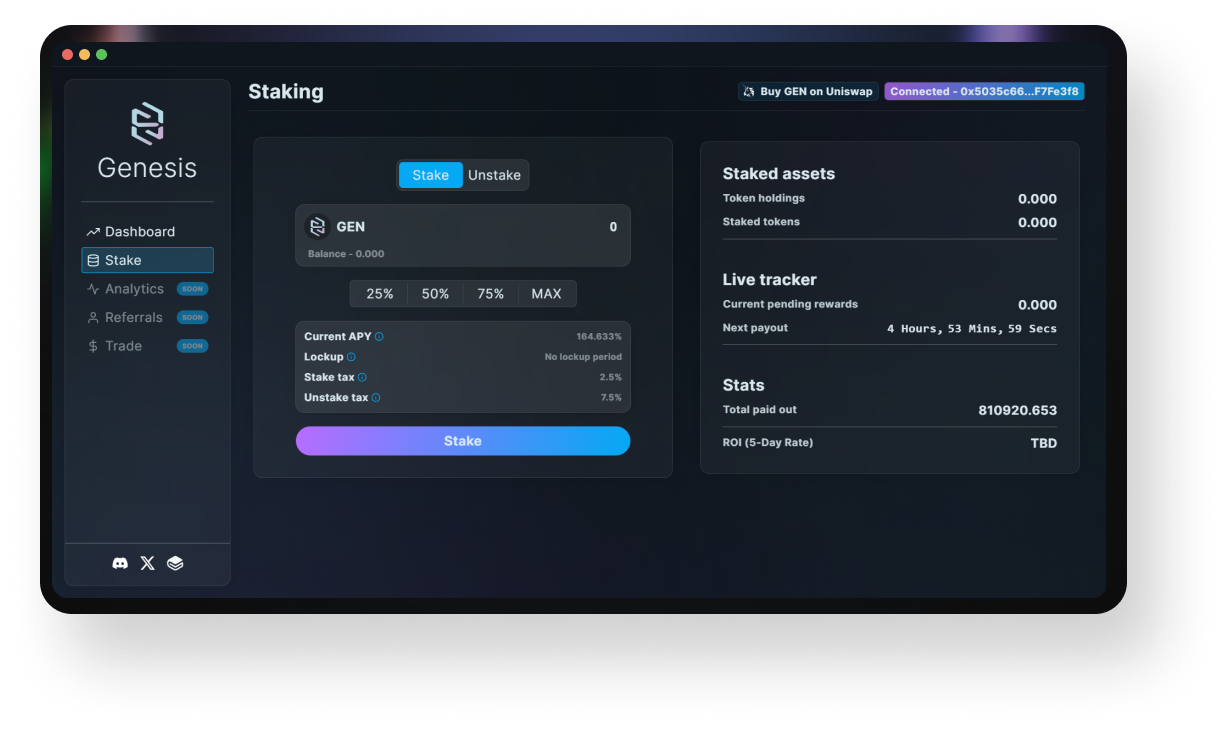 Genesis
Dashboard
Stake
Analytics SOON
Referrals SOON
Trade SOON
Staking
Buy GEN on Uniswap Connected - 0x5035c66...F7Fe3f8
Stake Unstake
GEN 0
Balance - 0.000
25% 50% 75% MAX
Current APY 164.633%
Lockup No lockup period
Stake tax 2.5%
Unstake tax 7.5%
Stake
Staked assets
Token holdings 0.000
Staked tokens 0.000
Live tracker
Current pending rewards 0.000
Next payout 4 Hours, 53 Mins, 59 Secs
Stats
Total paid out 810920.653
ROI (5-Day Rate) TBD